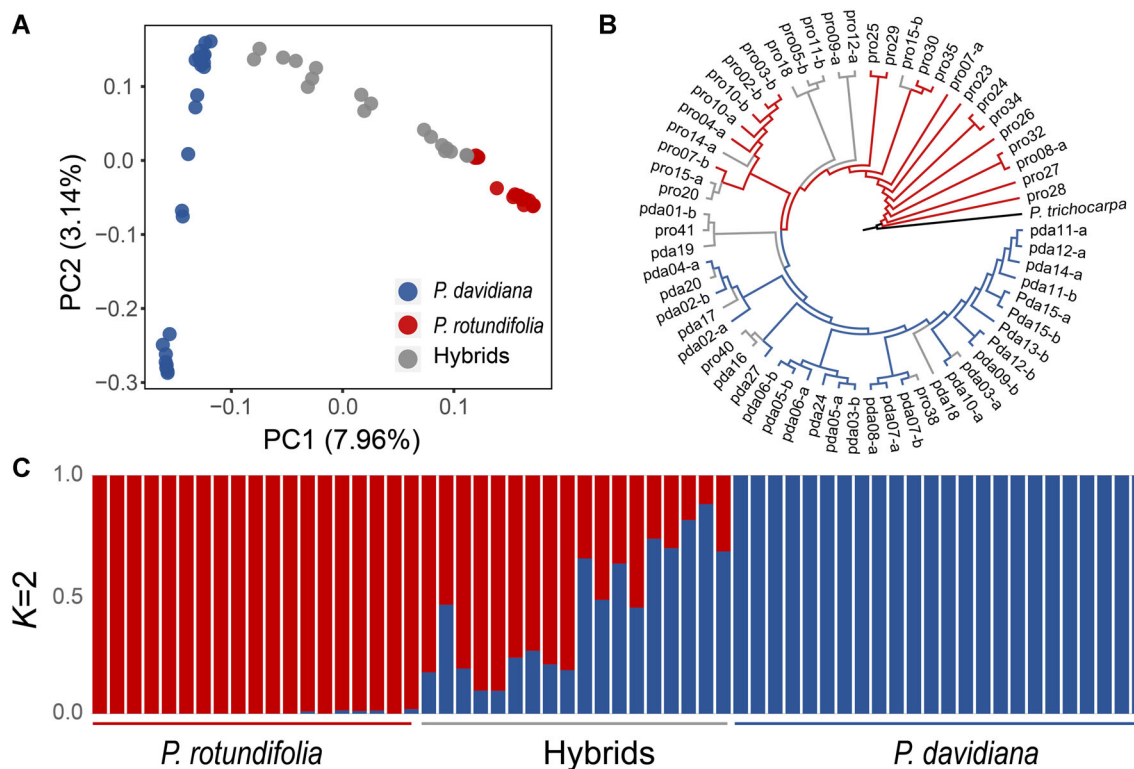 A
PC2 (3.14%)
0.1
0.0
−0.1
−0.2
−0.3
−0.1
0.0
0.1
PC1 (7.96%)
P. davidiana
P. rotundifolia
Hybrids
B
pro07-b
pro14-a
pro04-a
pro10-a
pro10-b
pro02-b
pro03-b
pro18
pro05-b
pro11-b
pro09-a
pro12-a
pro25
pro29
pro15-b
pro30
pro35
pro07-a
pro23
pro24
pro34
pro26
pro32
pro08-a
pro27
pro28
P. trichocarpa
pda11-a
pda12-a
pda14-a
pda11-b
Pda15-a
Pda15-b
Pda13-b
Pda12-b
pda09-b
pda03-a
pda10-a
pda18
pro38
pda07-b
pda07-a
pda08-a
pda03-b
pda05-a
pda24
pda06-a
pda05-b
pda06-b
pda27
pda16
pro40
pda02-a
pda17
pda02-b
pda20
pda04-a
pda19
pro41
pda01-b
pro20
pro15-a
C
K=2
1.0
0.5
0.0
P. rotundifolia
Hybrids
P. davidiana